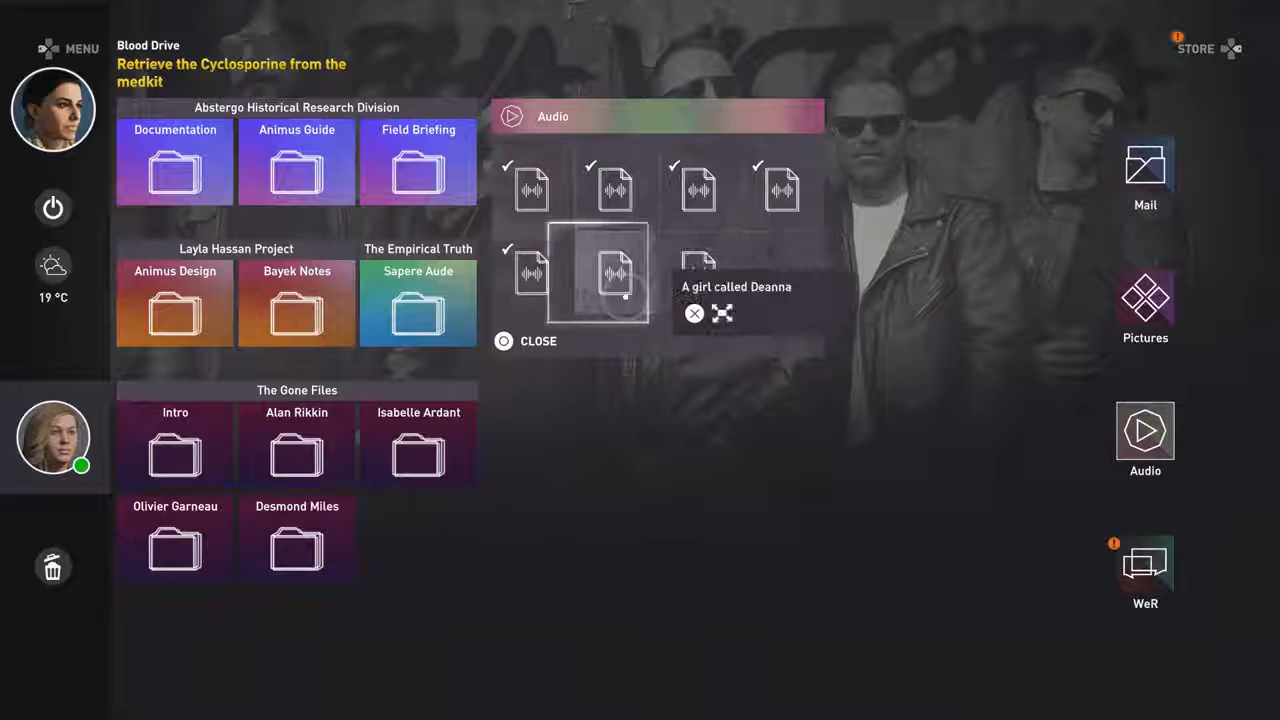 MENU
Blood Drive
Retrieve the Cyclosporine from the
medkit
STORE
Abstergo Historical Research Division
Documentation
Animus Guide
Field Briefing
Audio
Layla Hassan Project
The Empirical Truth
Animus Design
Bayek Notes
Sapere Aude
19 °C
A girl called Deanna
CLOSE
The Gone Files
Intro
Alan Rikkin
Isabelle Ardant
Olivier Garneau
Desmond Miles
Mail
Pictures
Audio
WeR